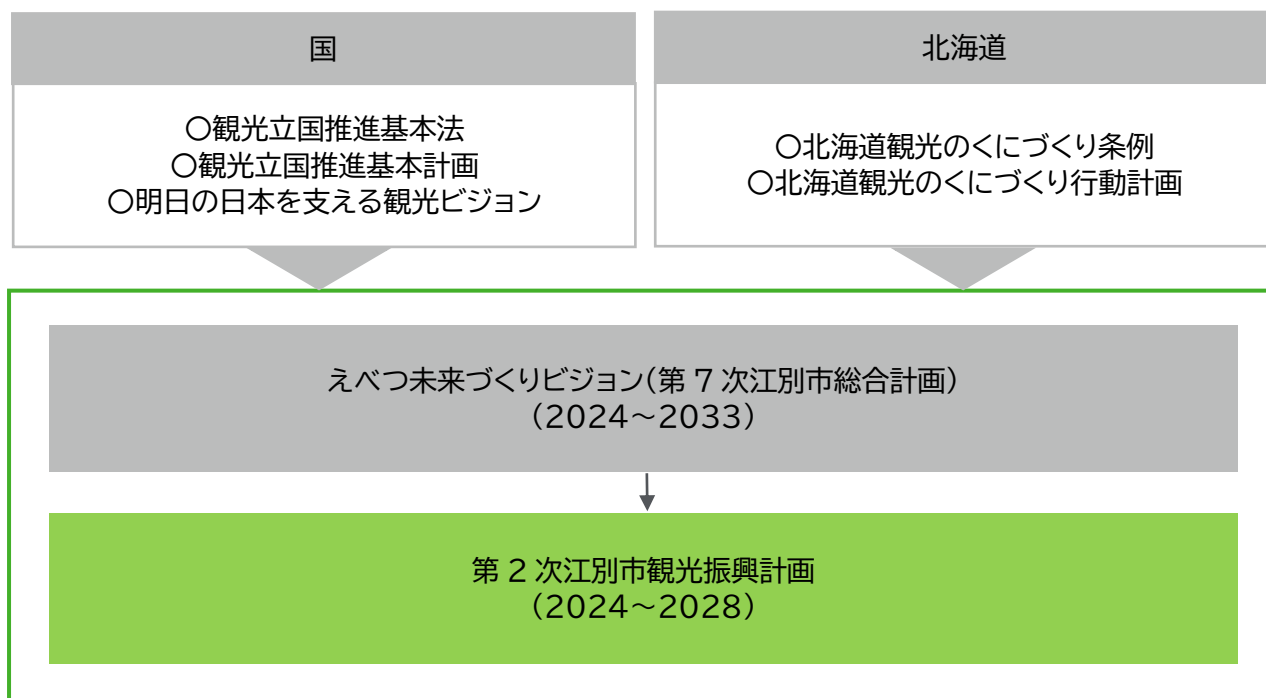 国
〇観光立国推進基本法
〇観光立国推進基本計画
〇明日の日本を支える観光ビジョン
北海道
〇北海道観光のくにづくり条例
〇北海道観光のくにづくり行動計画
えべつ未来づくりビジョン(第 7 次江別市総合計画)
(2024～2033)
第 2 次江別市観光振興計画
(2024～2028)